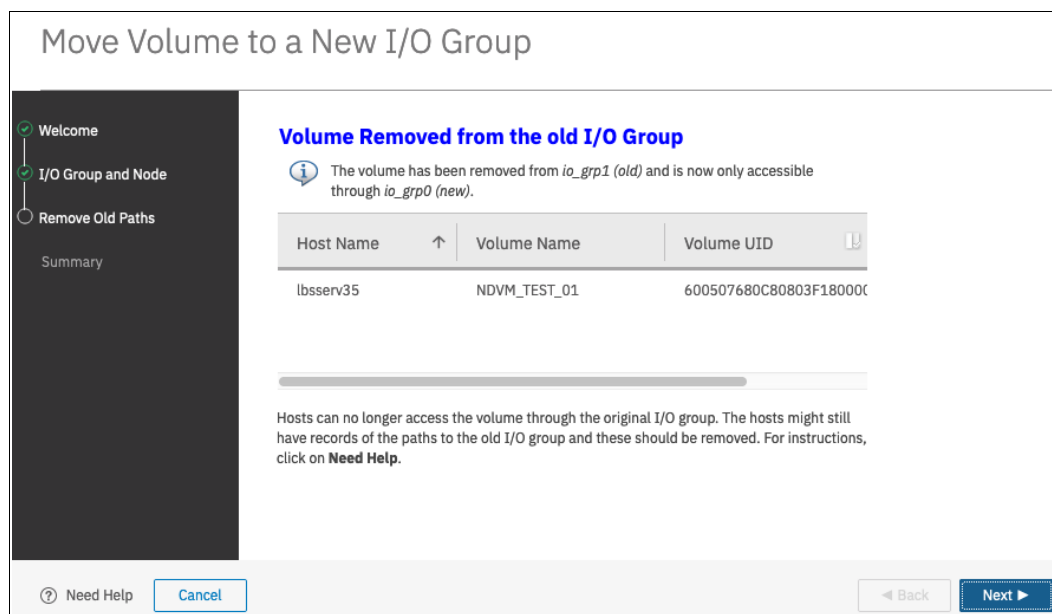 Move Volume to a New I/O Group
Welcome
I/O Group and Node
Remove Old Paths
Summary
Volume Removed from the old I/O Group
The volume has been removed from io_grp1 (old) and is now only accessible
through io_grp0 (new).
Host Name Volume Name Volume UID
lbsserv35 NDVM_TEST_01 600507680C80803F180000
Hosts can no longer access the volume through the original I/O group. The hosts might still
have records of the paths to the old I/O group and these should be removed. For instructions,
click on Need Help.
Need Help Cancel Back Next